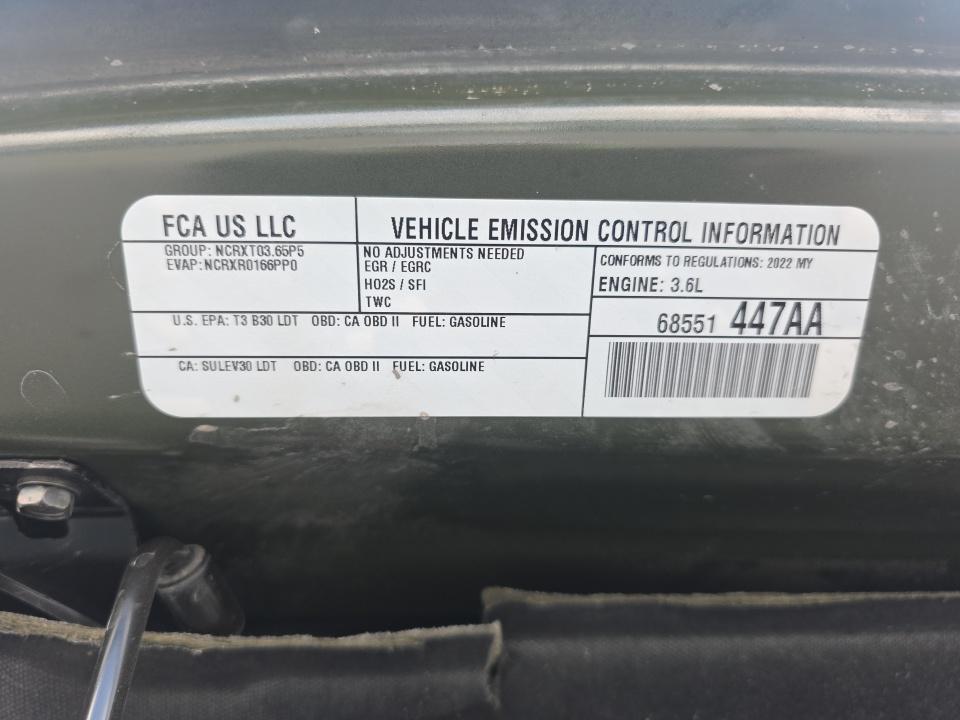 FCA US LLC
VEHICLE EMISSION CONTROL INFORMATION
GROUP: NCRXT03.65P5
EVAP: NCRXR0166PP0
NO ADJUSTMENTS NEEDED
EGR / EGRC
HO2S / SFI
TWC
CONFORMS TO REGULATIONS: 2022 MY
ENGINE: 3.6L
U.S. EPA: T3 B30 LDT OBD: CA OBD II FUEL: GASOLINE
68551 447AA
CA: SULEV30 LDT OBD: CA OBD II FUEL: GASOLINE